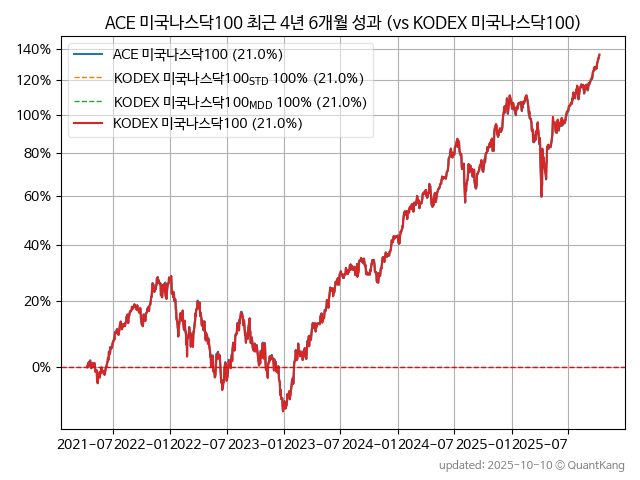 ACE 미국나스닥100 최근 4년 6개월 성과 (vs KODEX 미국나스닥100)
140%
120%
100%
80%
60%
40%
20%
0%
ACE 미국나스닥100 (21.0%)
KODEX 미국나스닥100STD 100% (21.0%)
KODEX 미국나스닥100MDD 100% (21.0%)
KODEX 미국나스닥100 (21.0%)
2021-07 2022-01 2022-07 2023-01 2023-07 2024-01 2024-07 2025-01 2025-07
updated: 2025-10-10 © QuantKang